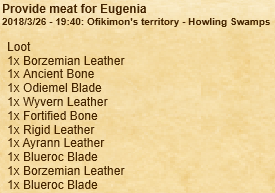 Provide meat for Eugenia
2018/3/26 - 19:40: Ofikimon's territory - Howling Swamps
Loot
1x Borzemian Leather
1x Ancient Bone
1x Odiemel Blade
1x Wyvern Leather
1x Fortified Bone
1x Rigid Leather
1x Ayrann Leather
1x Blueroc Blade
1x Borzemian Leather
1x Blueroc Blade